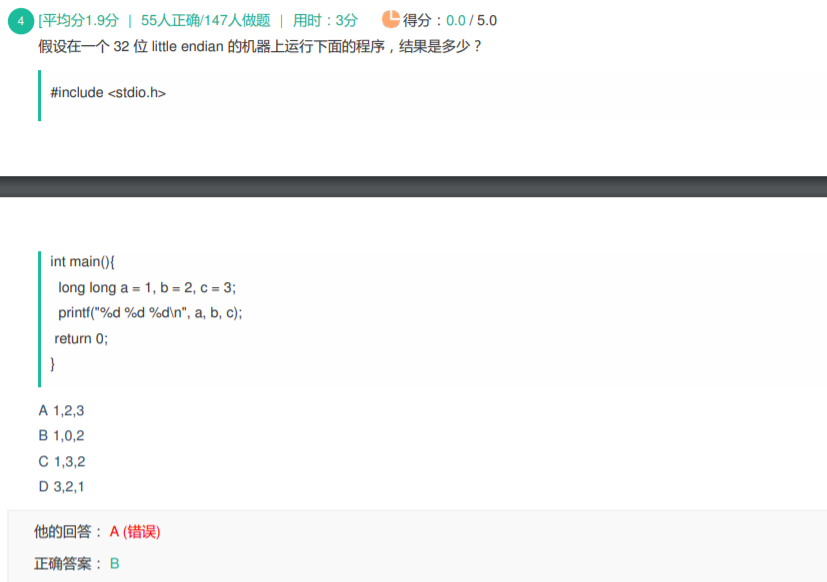 4 [平均分1.9分 | 55人正确/147人做题 | 用时：3分 得分：0.0 / 5.0
假设在一个 32 位 little endian 的机器上运行下面的程序，结果是多少？
#include <stdio.h>
int main(){
long long a = 1, b = 2, c = 3;
printf("%d %d %d\n", a, b, c);
return 0;
}
A 1,2,3
B 1,0,2
C 1,3,2
D 3,2,1
他的回答： A (错误)
正确答案： B